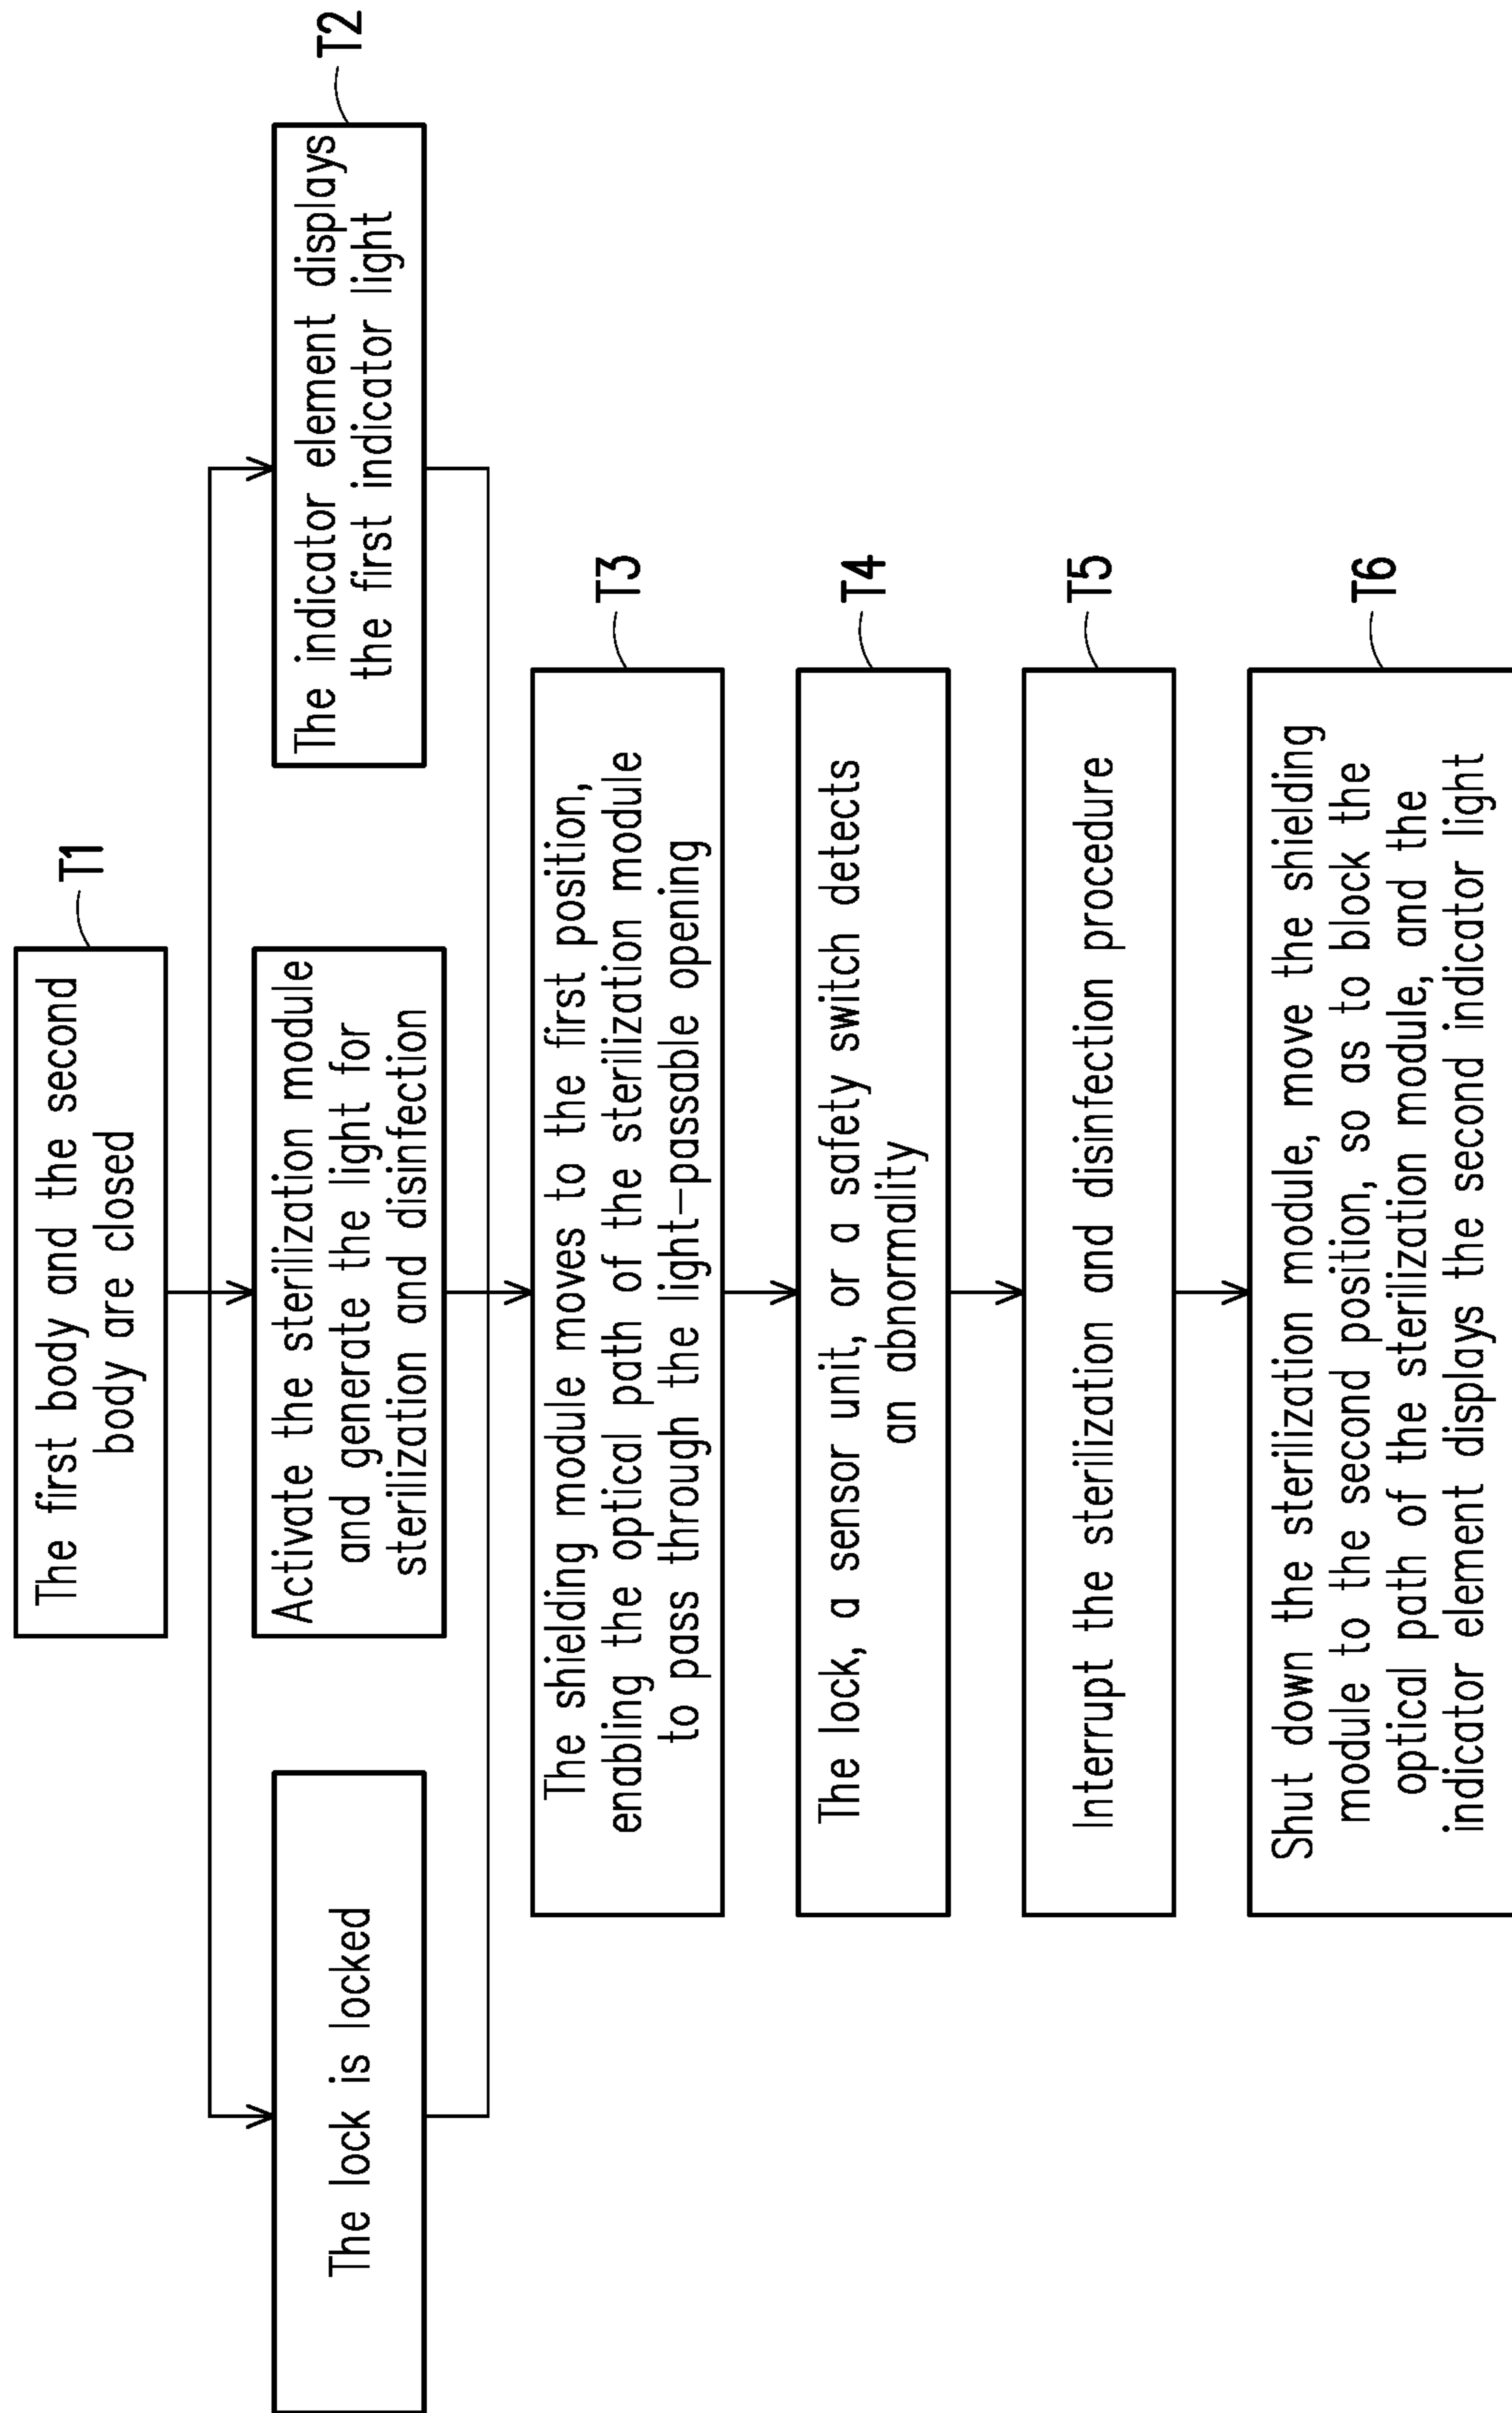 The first body and the second
body are closed
T1
The lock is locked
Activate the sterilization module
and generate the light for
sterilization and disinfection
The indicator element displays
the first indicator light
T2
The shielding module moves to the first position,
enabling the optical path of the sterilization module
to pass through the light-passable opening
T3
The lock, a sensor unit, or a safety switch detects
an abnormality
T4
Interrupt the sterilization and disinfection procedure
T5
Shut down the sterilization module, move the shielding
module to the second position, so as to block the
optical path of the sterilization module, and the
indicator element displays the second indicator light
T6